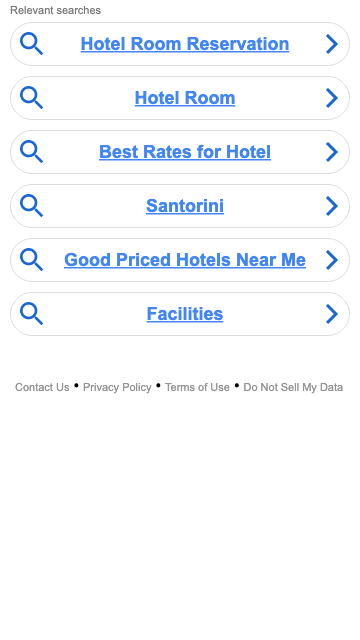 Relevant searches
Hotel Room Reservation
Hotel Room
Best Rates for Hotel
Santorini
Good Priced Hotels Near Me
Facilities
Contact Us • Privacy Policy • Terms of Use • Do Not Sell My Data